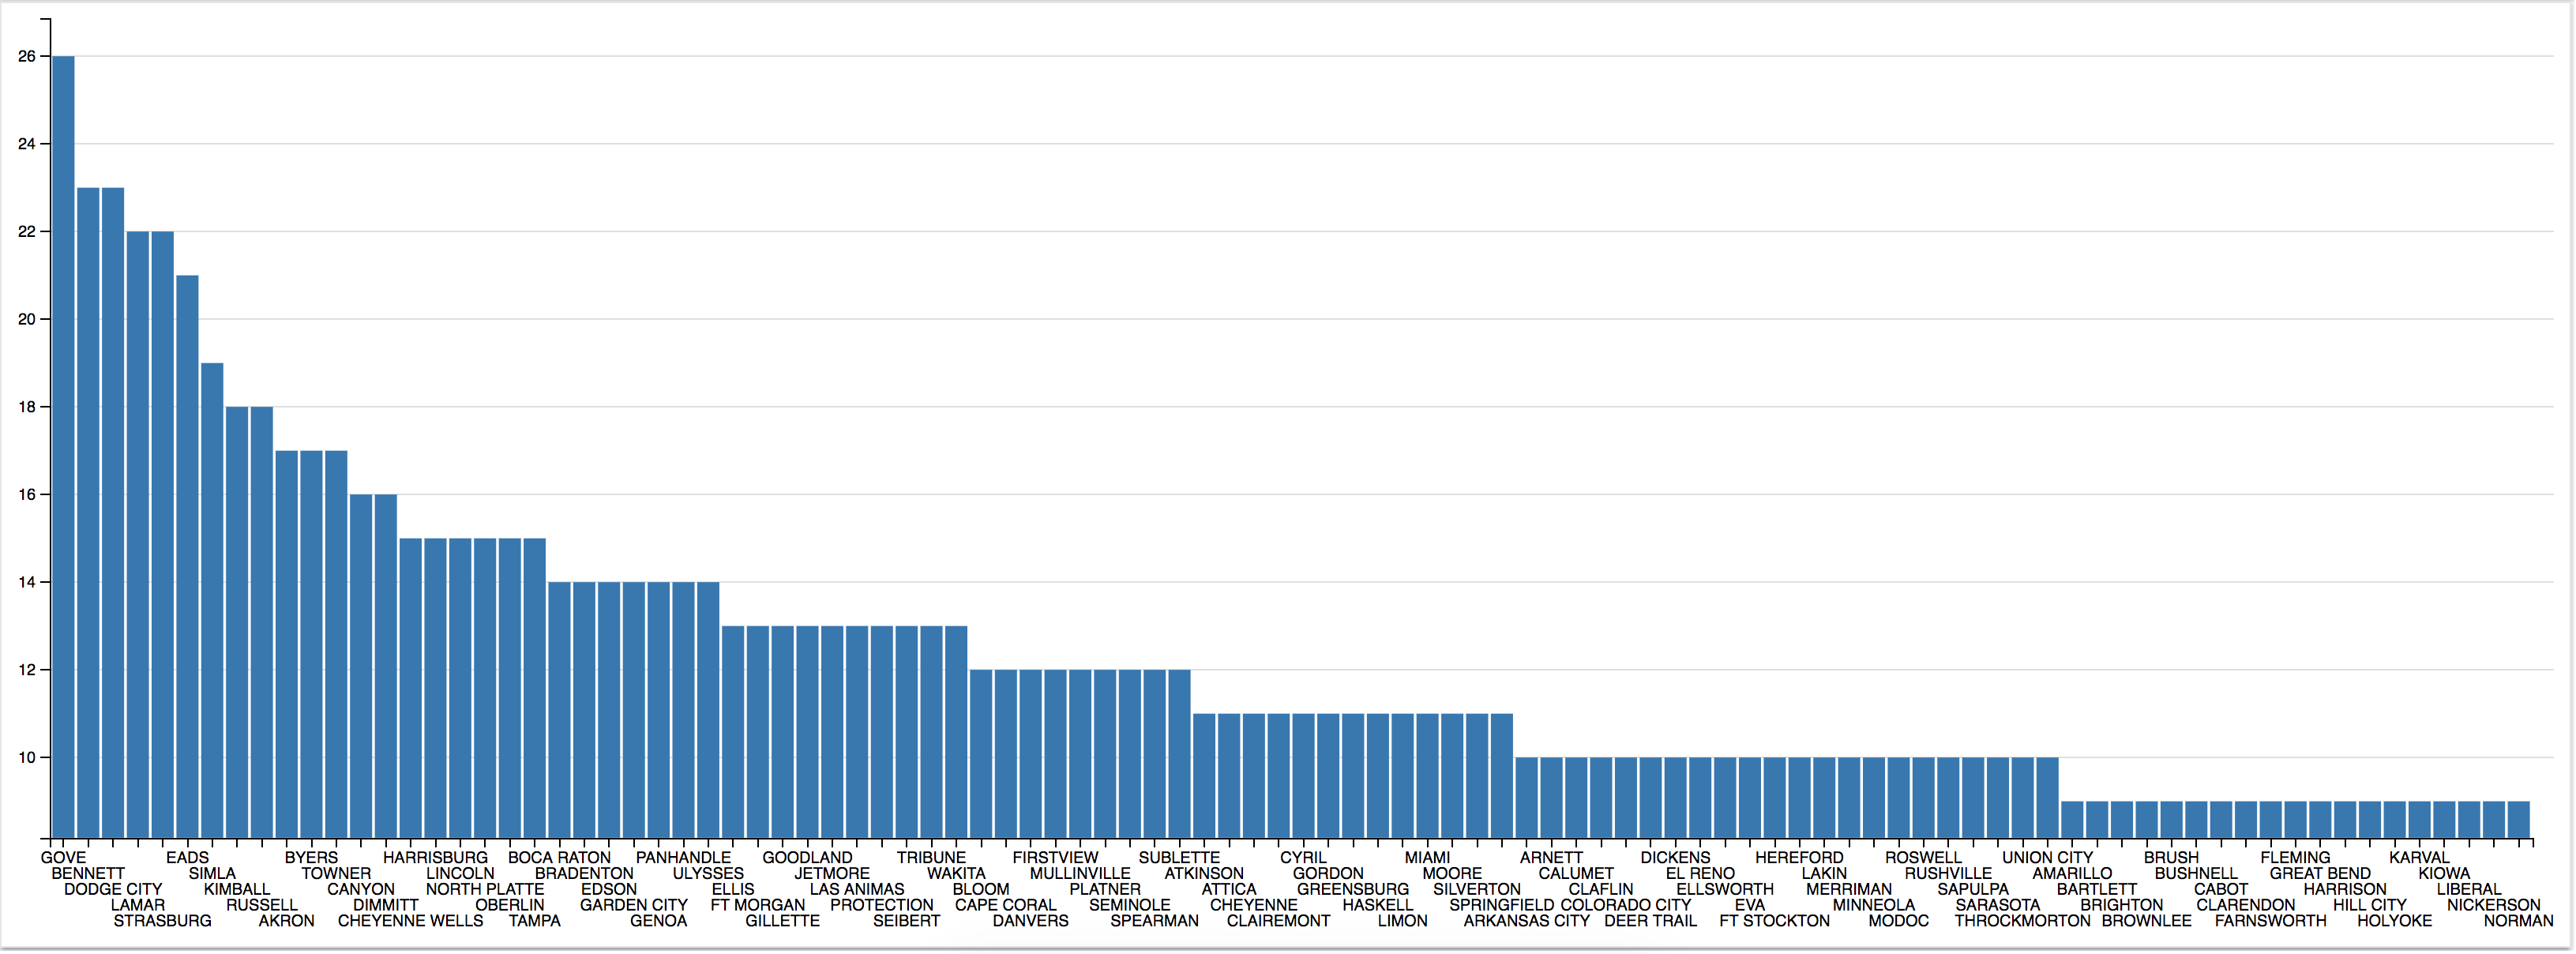 26
24
22
20
18
16
14
12
10
GOVE EADS BYERS HARRISBURG BOCA RATON PANHANDLE GOODLAND TRIBUNE FIRSTVIEW SUBLETTE CYRIL MIAMI ARNETT DICKENS HEREFORD ROSWELL UNION CITY BRUSH FLEMING KARVAL
BENNETT SIMLA TOWNER LINCOLN BRADENTON ULYSSES JETMORE WAKITA MULLINVILLE ATKINSON GORDON MOORE CALUMET EL RENO LAKIN RUSHVILLE AMARILLO BUSHNELL GREAT BEND KIOWA
DODGE CITY KIMBALL CANYON NORTH PLATTE EDSON ELLIS LAS ANIMAS BLOOM PLATNER ATTICA GREENSBURG SILVERTON CLAFLIN ELLSWORTH MERRIMAN SAPULPA BARTLETT CABOT HARRISON LIBERAL
LAMAR RUSSELL DIMMITT OBERLIN GARDEN CITY FT MORGAN PROTECTION CAPE CORAL SEMINOLE CHEYENNE HASKELL SPRINGFIELD COLORADO CITY EVA MINNEOLA SARASOTA BRIGHTON CLARENDON HILL CITY NICKERSON
STRASBURG AKRON CHEYENNE WELLS TAMPA GENOA GILLETTE SEIBERT DANVERS SPEARMAN CLAIREMONT LIMON ARKANSAS CITY DEER TRAIL FT STOCKTON MODOC THROCKMORTON BROWNLEE FARNSWORTH HOLYOKE NORMAN